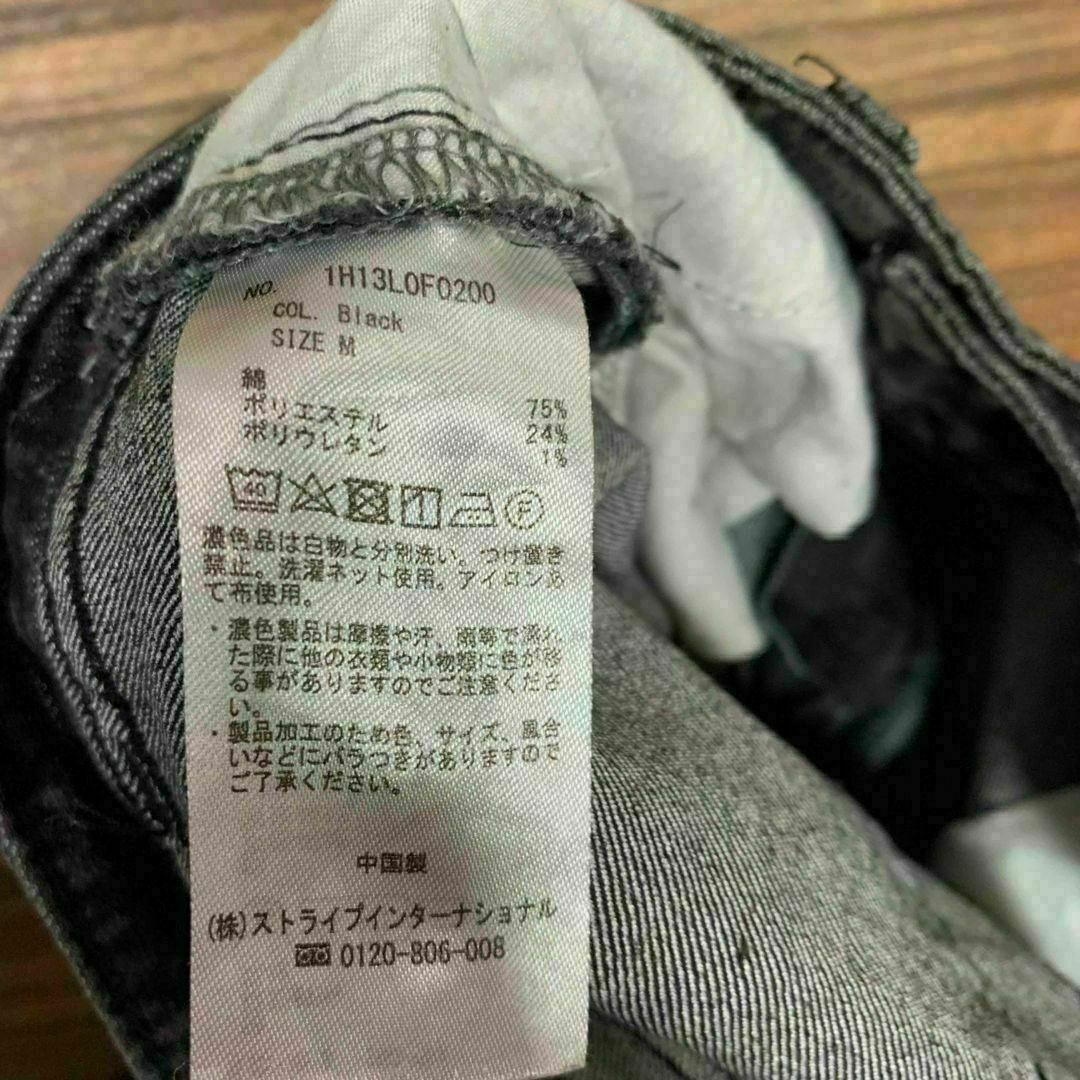 NO. 1H13L0F0200
COL. Black
SIZE M
綿 75%
ポリエステル 24%
ポリウレタン 1%
40 F
濃色品は白物と分別洗い。つけ置き
禁止。洗濯ネット使用。アイロンあ
て布使用。
・濃色製品は摩擦や汗、雨等で濡れ
た際に他の衣類や小物類に色が移
る事がありますのでご注意くださ
い。
・製品加工のため色、サイズ、風合
いなどにバラつきがありますので
ご了承ください。
中国製
(株)ストライプインターナショナル
0120-806-008